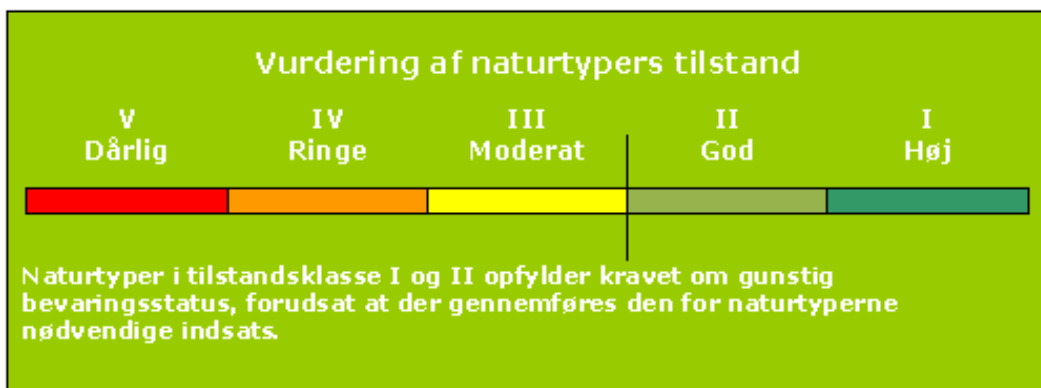 Vurdering af naturtypers tilstand
V IV III II I
Dårlig Ringe Moderat God Høj
Naturtyper i tilstandsklasse I og II opfylder kravet om gunstig
bevaringsstatus, forudsat at der gennemføres den for naturtyperne
nødvendige indsats.